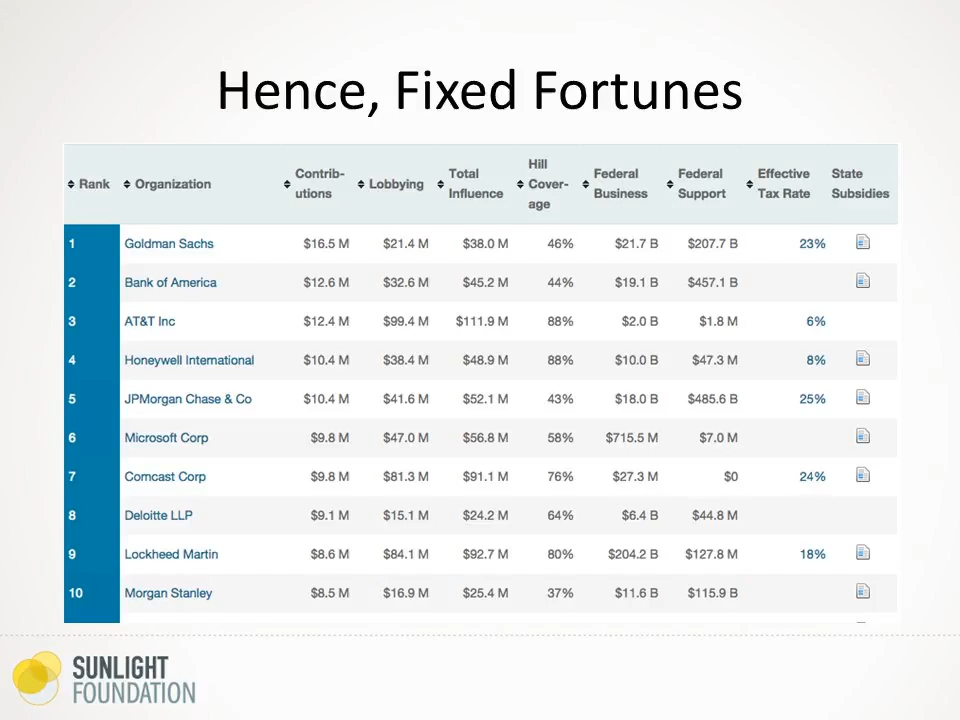 Hence, Fixed Fortunes
Rank Organization Contrib-utions Lobbying Total Influence Hill Cover-age Federal Business Federal Support Effective Tax Rate State Subsidies
1 Goldman Sachs $16.5 M $21.4 M $38.0 M 46% $21.7 B $207.7 B 23%
2 Bank of America $12.6 M $32.6 M $45.2 M 44% $19.1 B $457.1 B
3 AT&T Inc $12.4 M $99.4 M $111.9 M 88% $2.0 B $1.8 M 6%
4 Honeywell International $10.4 M $38.4 M $48.9 M 88% $10.0 B $47.3 M 8%
5 JPMorgan Chase & Co $10.4 M $41.6 M $52.1 M 43% $18.0 B $485.6 B 25%
6 Microsoft Corp $9.8 M $47.0 M $56.8 M 58% $715.5 M $7.0 M
7 Comcast Corp $9.8 M $81.3 M $91.1 M 76% $27.3 M $0 24%
8 Deloitte LLP $9.1 M $15.1 M $24.2 M 64% $6.4 B $44.8 M
9 Lockheed Martin $8.6 M $84.1 M $92.7 M 80% $204.2 B $127.8 M 18%
10 Morgan Stanley $8.5 M $16.9 M $25.4 M 37% $11.6 B $115.9 B
SUNLIGHT
FOUNDATION